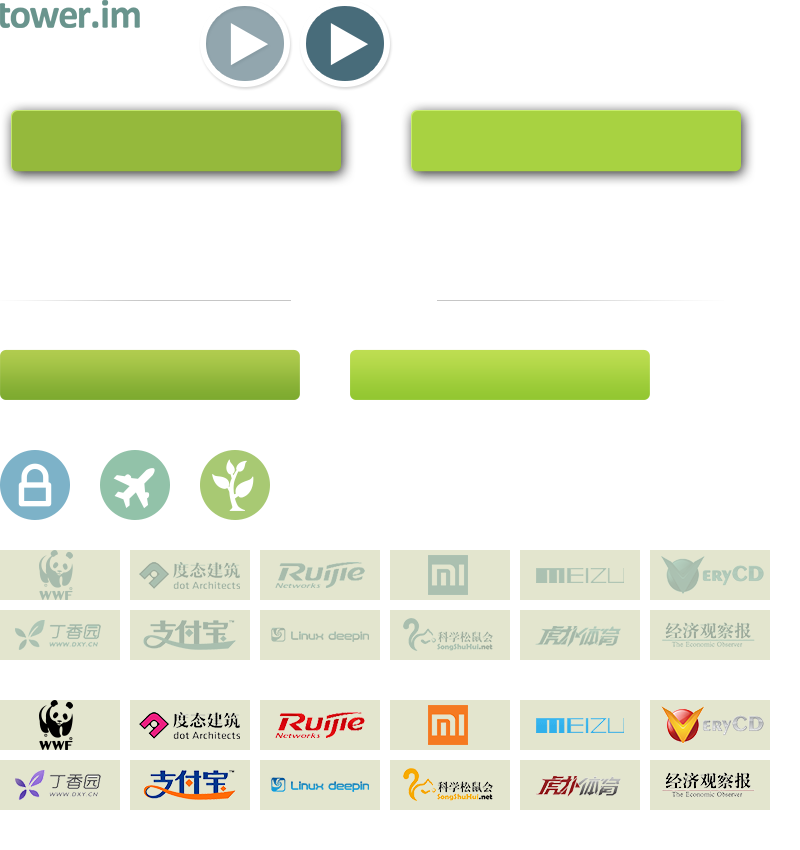 tower.im
WWF
度态建筑
dot Architects
Ruijie
Networks
MI
MEIZU
VERYCD
丁香园
WWW.DXY.CN
支付宝™
Linux deepin
科学松鼠会
SongShuHui.net
虎扑体育
经济观察报
The Economic Observer
WWF
度态建筑
dot Architects
Ruijie
Networks
MI
MEIZU
VERYCD
丁香园
WWW.DXY.CN
支付宝™
Linux deepin
科学松鼠会
SongShuHui.net
虎扑体育
经济观察报
The Economic Observer